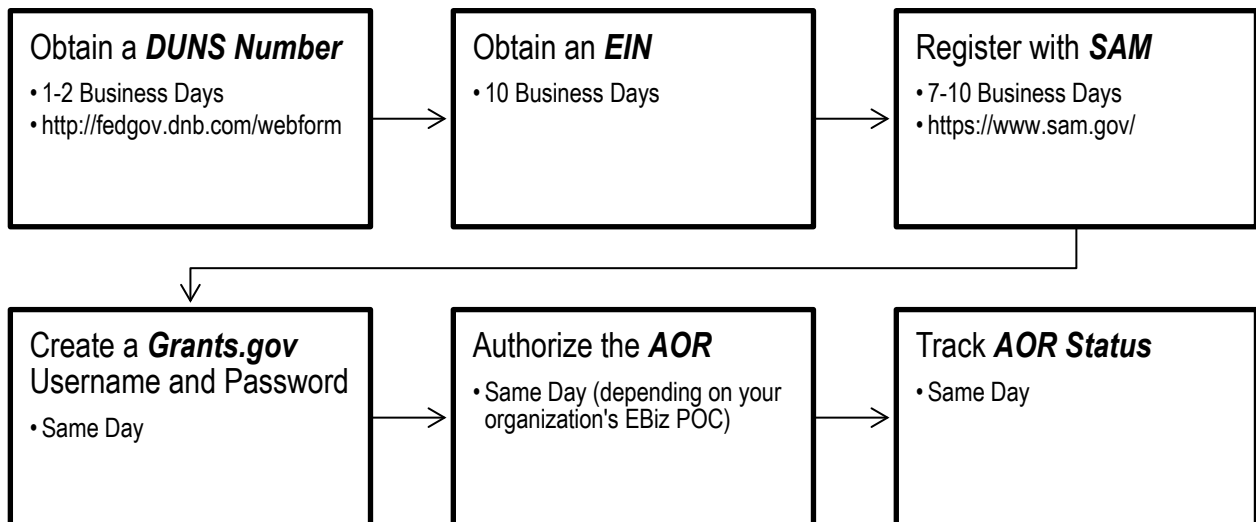 Obtain a DUNS Number
• 1-2 Business Days
• http://fedgov.dnb.com/webform
Obtain an EIN
• 10 Business Days
Register with SAM
• 7-10 Business Days
• https://www.sam.gov/
Create a Grants.gov
Username and Password
• Same Day
Authorize the AOR
• Same Day (depending on your
organization's EBiz POC)
Track AOR Status
• Same Day